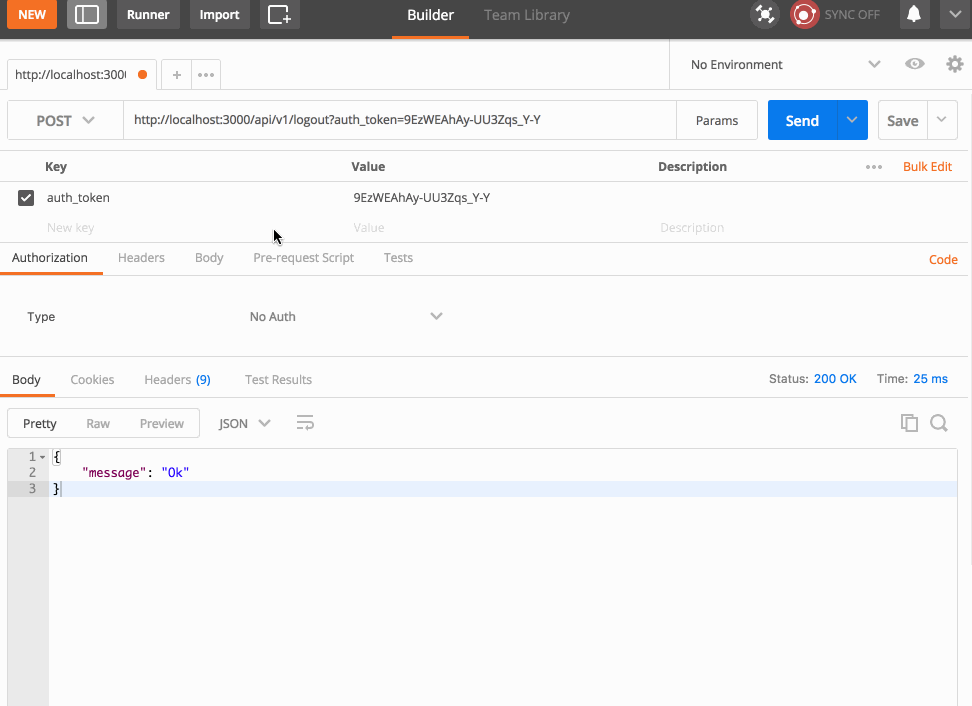 NEW Runner Import Builder Team Library SYNC OFF
http://localhost:300 No Environment
POST http://localhost:3000/api/v1/logout?auth_token=9EzWEAhAy-UU3Zqs_Y-Y Params Send Save
Key Value Description Bulk Edit
auth_token 9EzWEAhAy-UU3Zqs_Y-Y
New key Value Description
Authorization Headers Body Pre-request Script Tests Code
Type No Auth
Body Cookies Headers (9) Test Results Status: 200 OK Time: 25 ms
Pretty Raw Preview JSON
1 {
2 "message": "Ok"
3 }